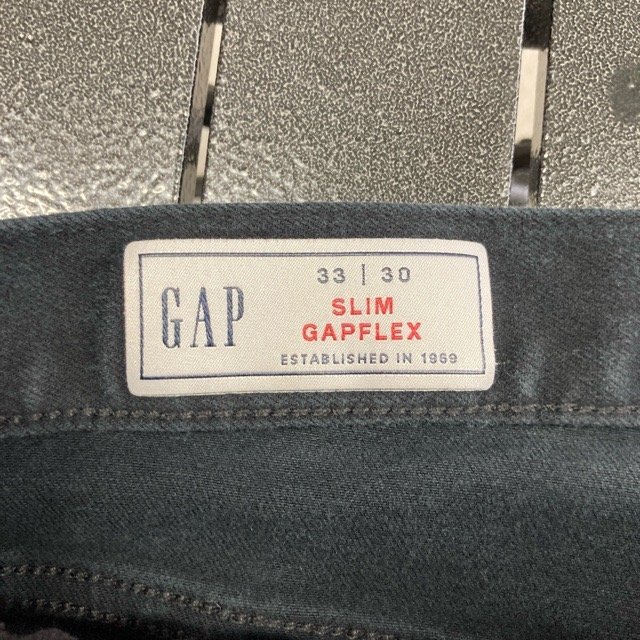 GAP
33 | 30
SLIM
GAPFLEX
ESTABLISHED IN 1969